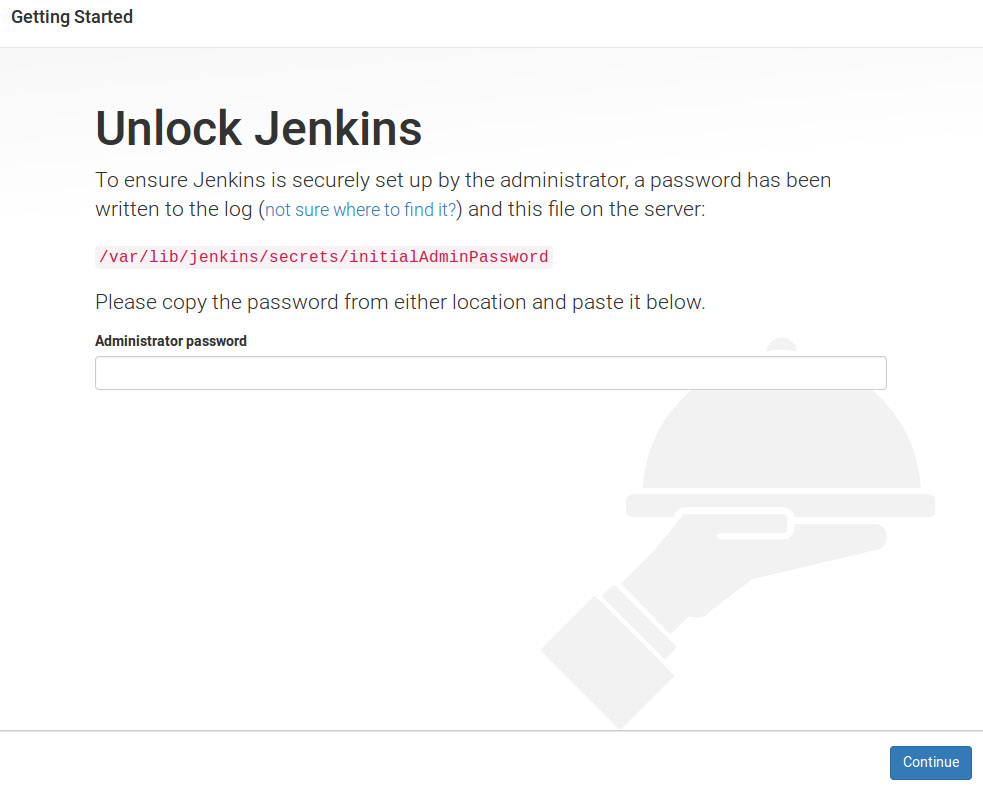 Getting Started
Unlock Jenkins
To ensure Jenkins is securely set up by the administrator, a password has been
written to the log (not sure where to find it?) and this file on the server:
/var/lib/jenkins/secrets/initialAdminPassword
Please copy the password from either location and paste it below.
Administrator password
Continue